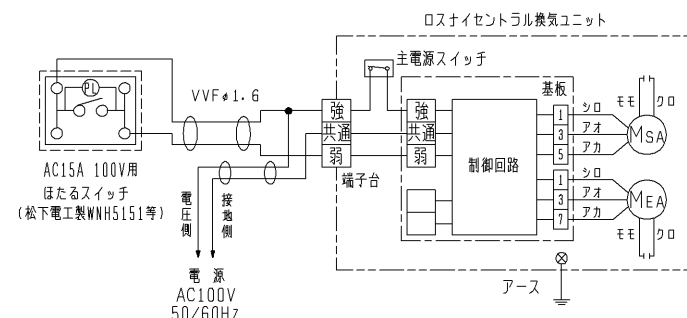 ロスナイセントラル換気ユニット
主電源スイッチ
PL
VVFφ1.6
強
共通
弱
端子台
強
共通
弱
制御回路
基板
1
3
5
1
3
7
シロ
アオ
アカ
シロ
アオ
アカ
モモ クロ
MSA
MEA
モモ クロ
AC15A 100V用
ほたるスイッチ
(松下電工製WNH5151等)
電圧側
接地側
電源
AC100V
50/60Hz
アース